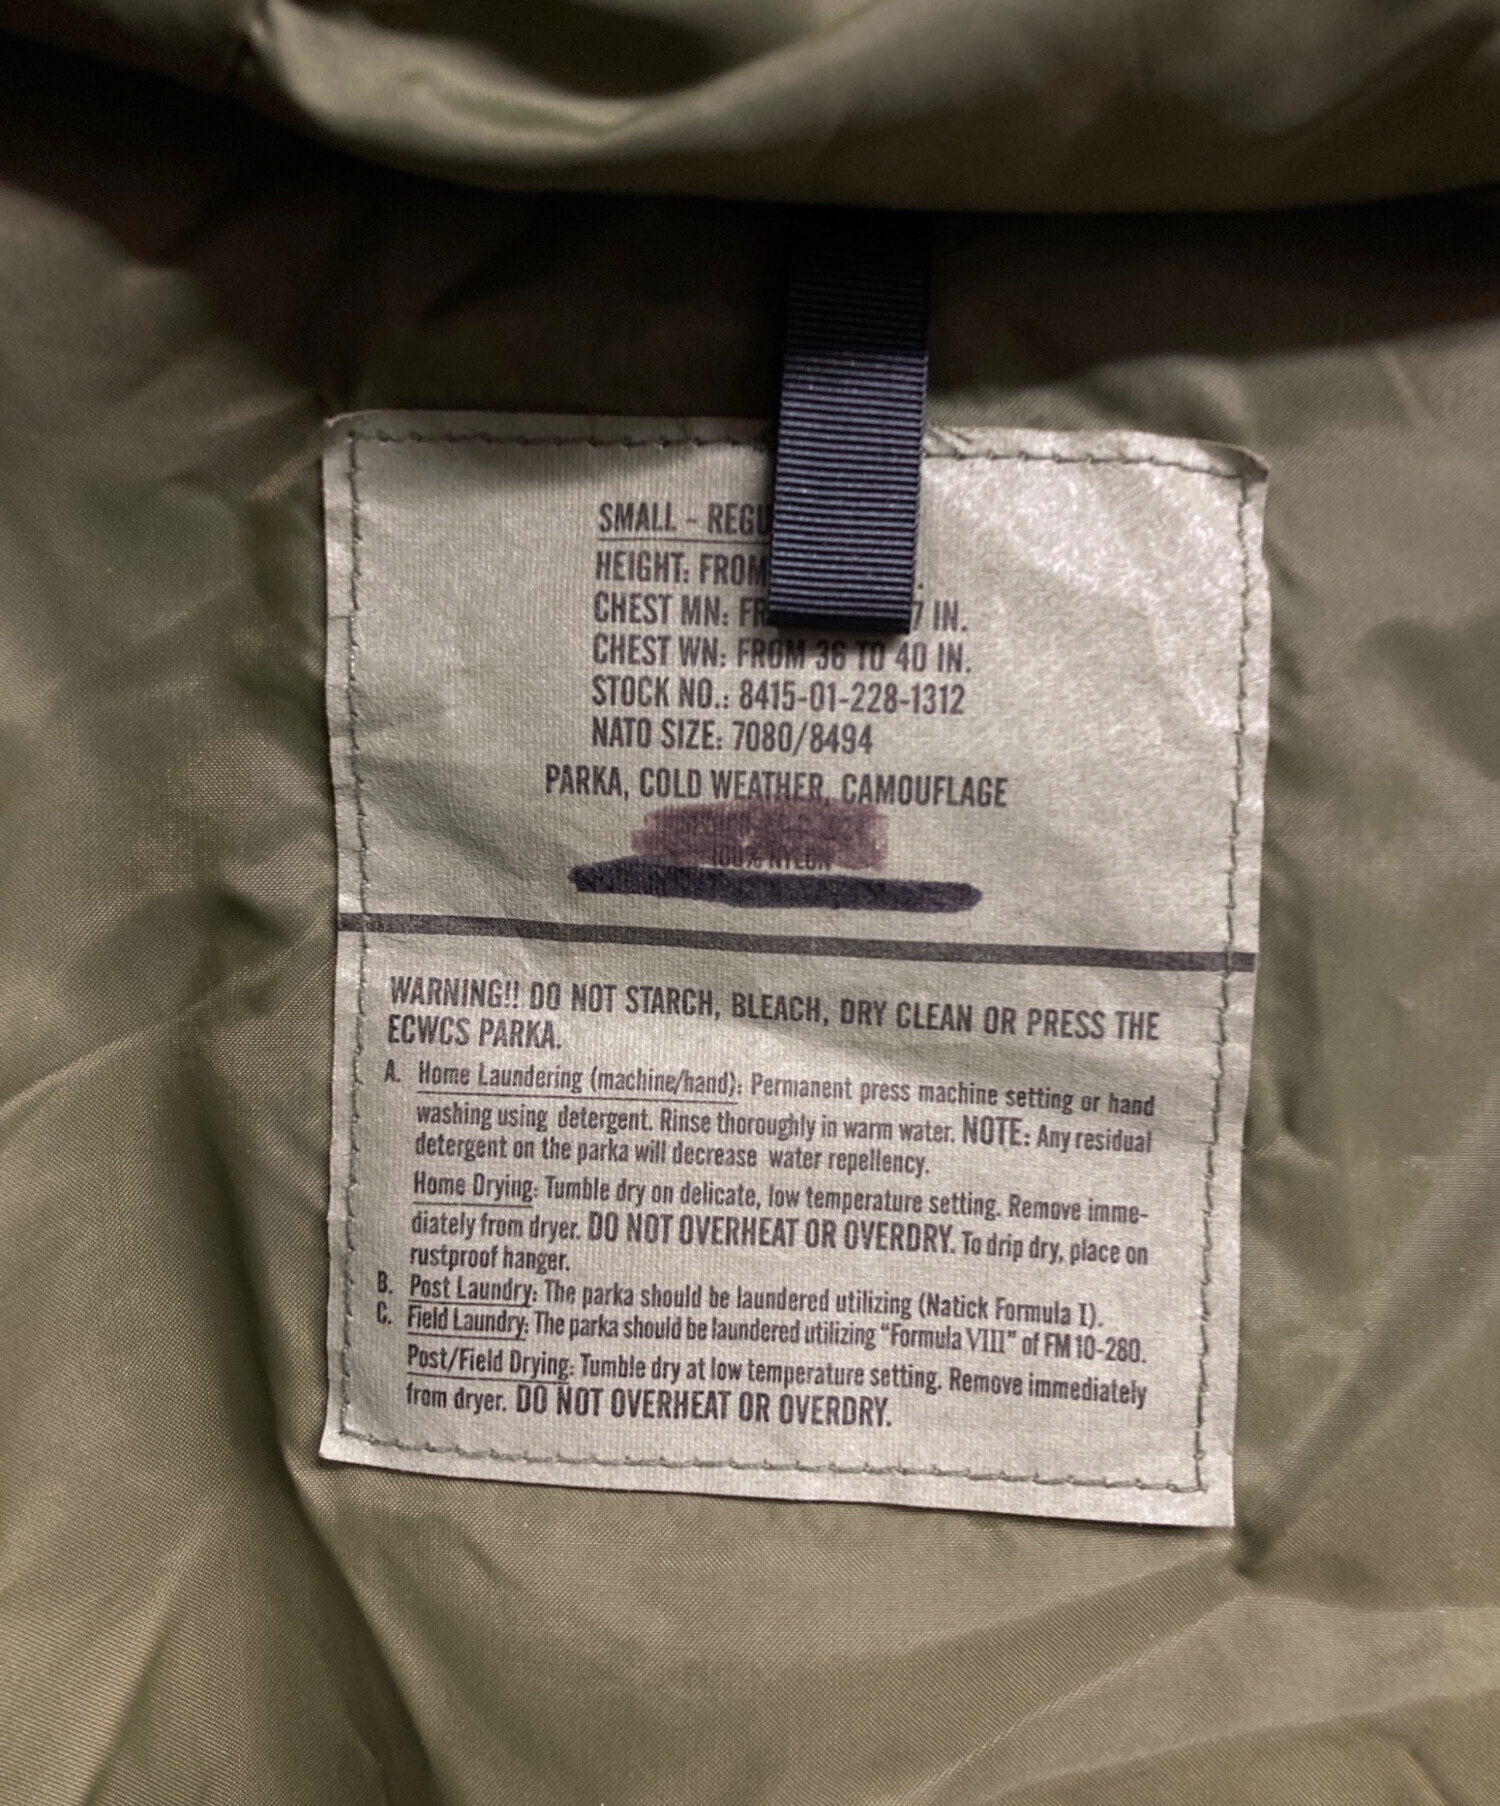 SMALL - REGU
HEIGHT: FROM
CHEST MN: FR 7 IN.
CHEST WN: FROM 36 TO 40 IN.
STOCK NO.: 8415-01-228-1312
NATO SIZE: 7080/8494
PARKA, COLD WEATHER, CAMOUFLAGE
100% NYLON
WARNING!! DO NOT STARCH, BLEACH, DRY CLEAN OR PRESS THE
ECWCS PARKA.
A. Home Laundering (machine/hand): Permanent press machine setting or hand
washing using detergent. Rinse thoroughly in warm water. NOTE: Any residual
detergent on the parka will decrease water repellency.
Home Drying: Tumble dry on delicate, low temperature setting. Remove imme-
diately from dryer. DO NOT OVERHEAT OR OVERDRY. To drip dry, place on
rustproof hanger.
B. Post Laundry: The parka should be laundered utilizing (Natick Formula I).
C. Field Laundry: The parka should be laundered utilizing "Formula VIII" of FM 10-280.
Post/Field Drying: Tumble dry at low temperature setting. Remove immediately
from dryer. DO NOT OVERHEAT OR OVERDRY.